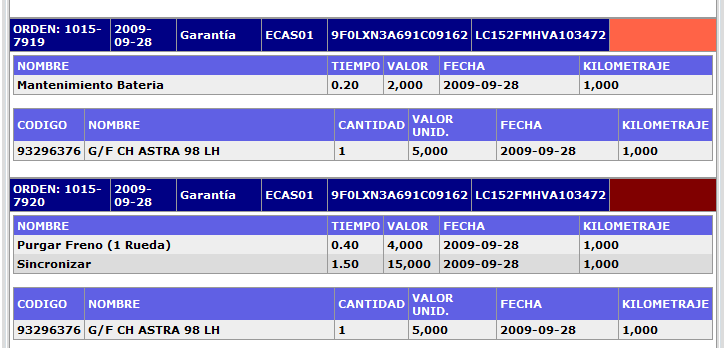 ORDEN: 1015-7919 2009-09-28 Garantía ECAS01 9F0LXN3A691C09162 LC152FMHVA103472
NOMBRE TIEMPO VALOR FECHA KILOMETRAJE
Mantenimiento Bateria 0.20 2,000 2009-09-28 1,000
CODIGO NOMBRE CANTIDAD VALOR UNID. FECHA KILOMETRAJE
93296376 G/F CH ASTRA 98 LH 1 5,000 2009-09-28 1,000
ORDEN: 1015-7920 2009-09-28 Garantía ECAS01 9F0LXN3A691C09162 LC152FMHVA103472
NOMBRE TIEMPO VALOR FECHA KILOMETRAJE
Purgar Freno (1 Rueda) 0.40 4,000 2009-09-28 1,000
Sincronizar 1.50 15,000 2009-09-28 1,000
CODIGO NOMBRE CANTIDAD VALOR UNID. FECHA KILOMETRAJE
93296376 G/F CH ASTRA 98 LH 1 5,000 2009-09-28 1,000